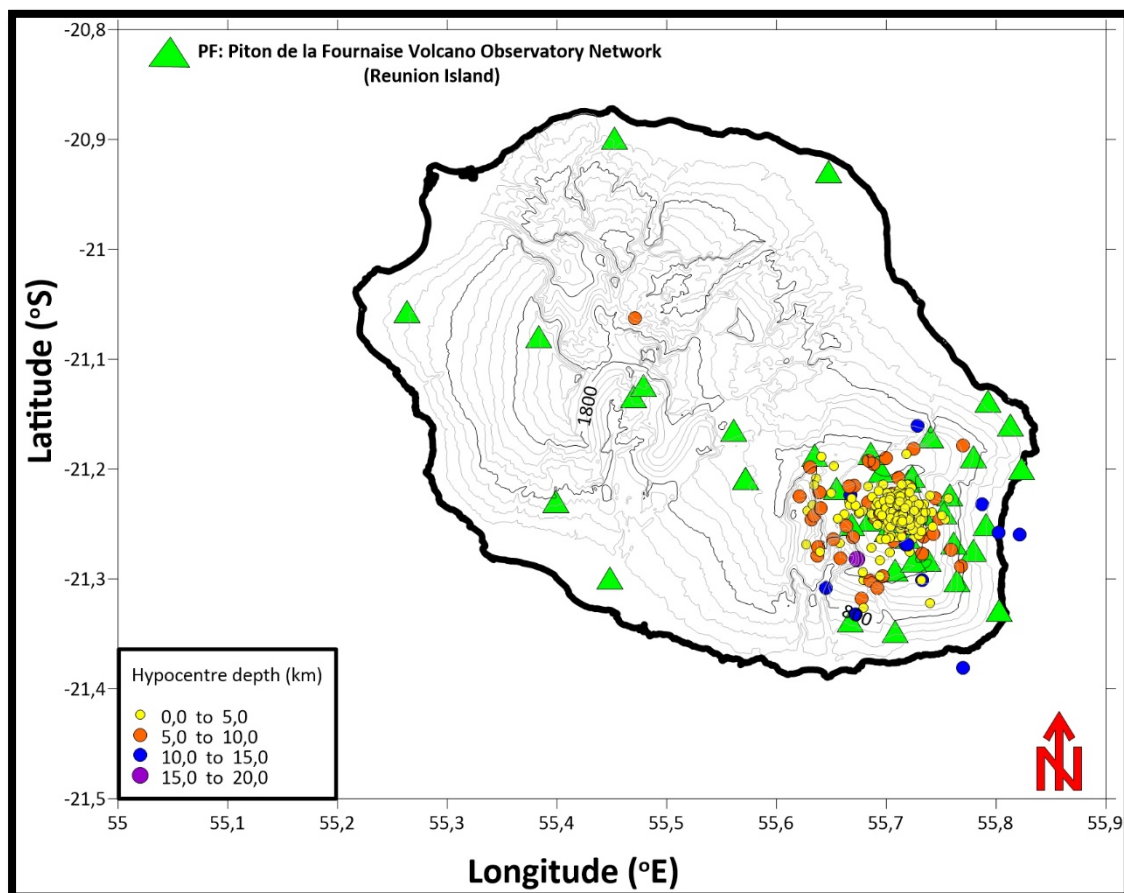 -20,8
PF: Piton de la Fournaise Volcano Observatory Network
(Reunion Island)
-20,9
-21
-21,1
-21,2
-21,3
-21,4
-21,5
Latitude (ºS)
1800
Hypocentre depth (km)
0,0 to 5,0
5,0 to 10,0
10,0 to 15,0
15,0 to 20,0
N
55 55,1 55,2 55,3 55,4 55,5 55,6 55,7 55,8 55,9
Longitude (ºE)